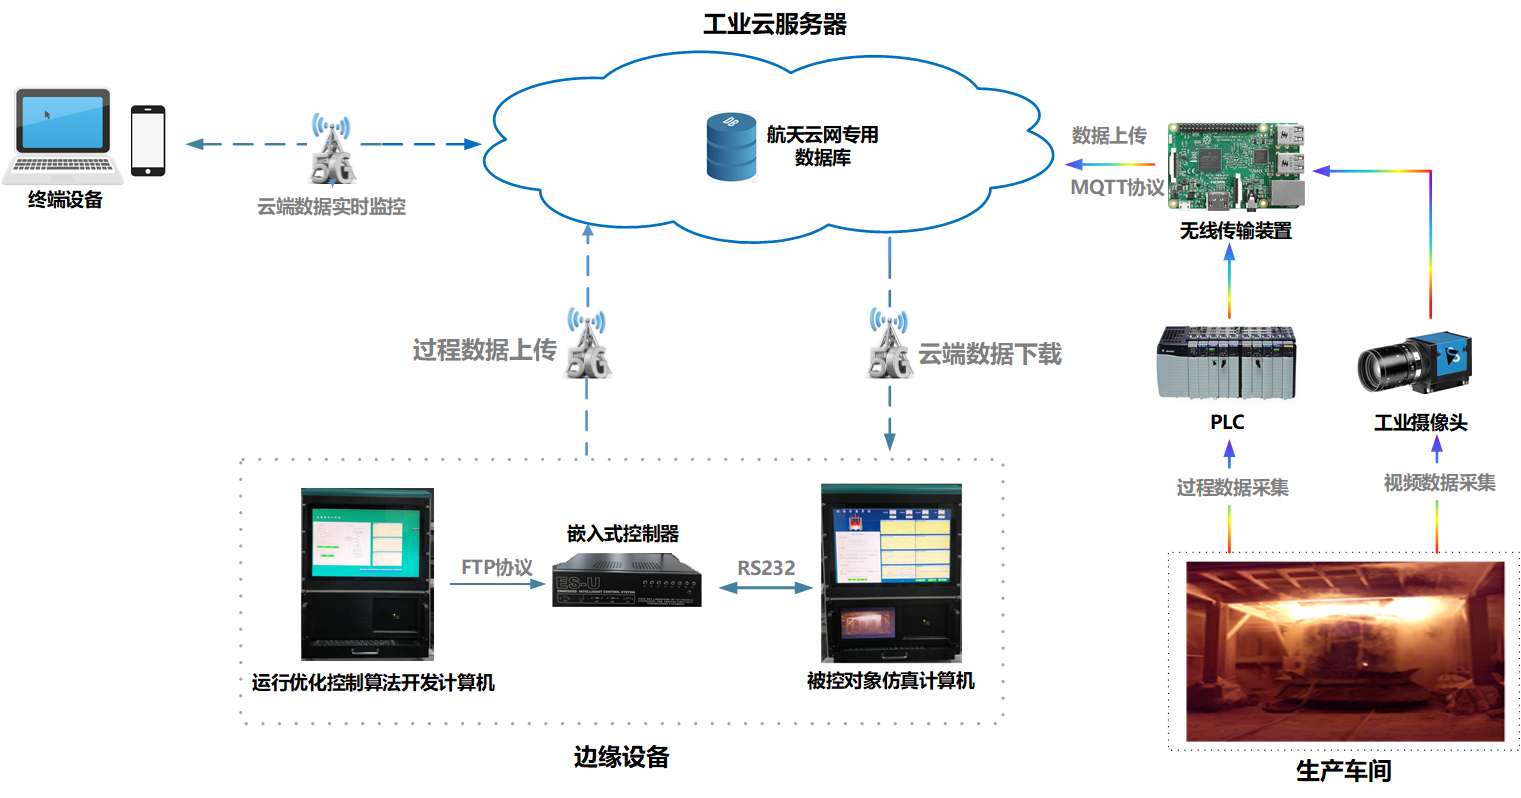 工业云服务器
DB
航天云网专用
数据库
数据上传
MQTT协议
终端设备
5G
云端数据实时监控
无线传输装置
过程数据上传
5G
5G
云端数据下载
PLC
工业摄像头
过程数据采集
视频数据采集
嵌入式控制器
FTP协议
RS232
ES-U
EMBEDDED INTELLIGENT CONTROL SYSTEM
运行优化控制算法开发计算机
被控对象仿真计算机
边缘设备
生产车间